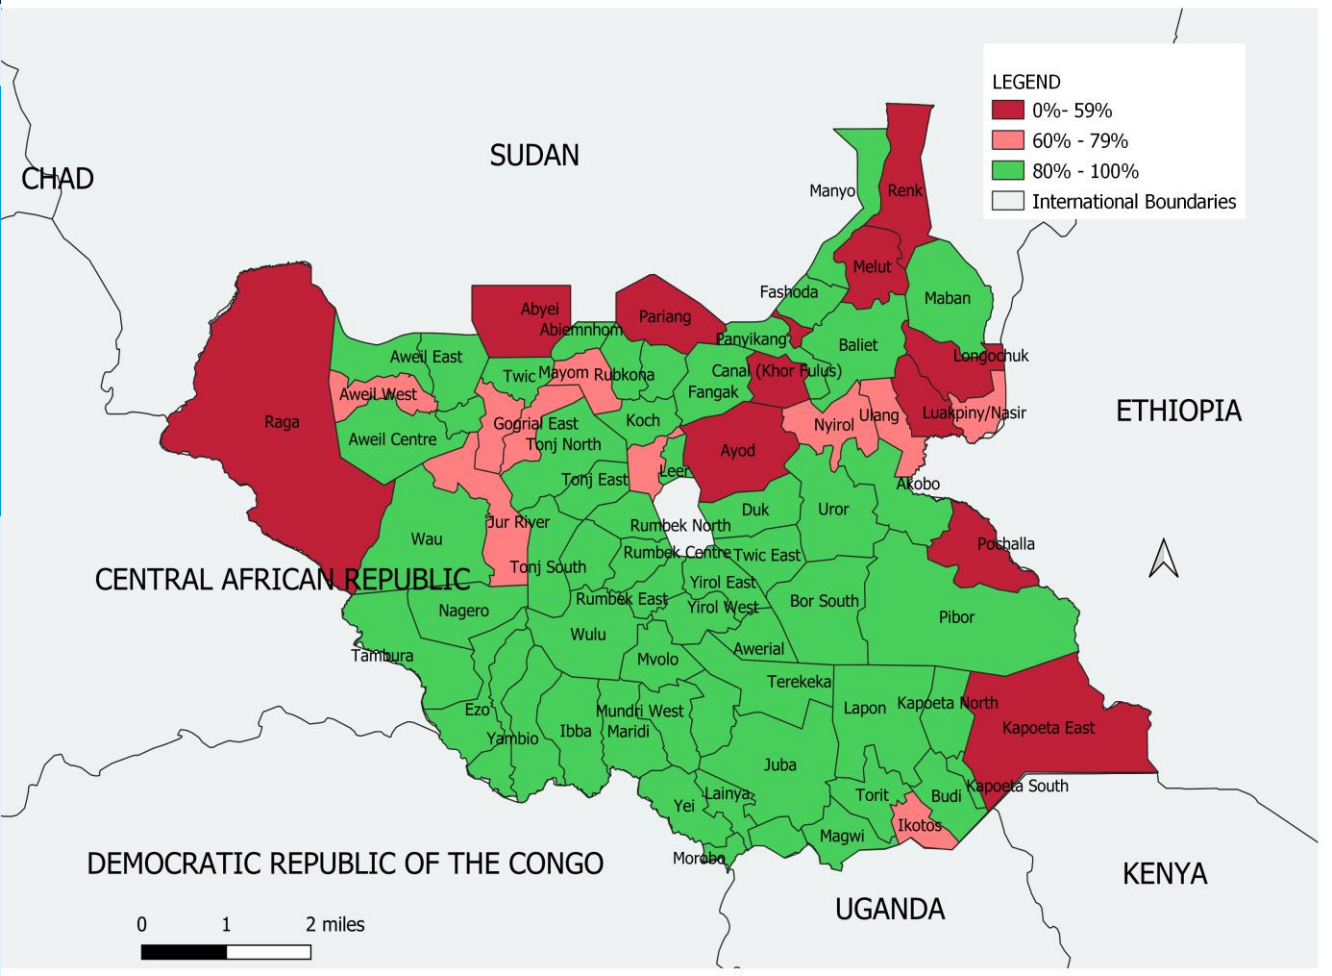 LEGEND
0%- 59%
60% - 79%
80% - 100%
International Boundaries
SUDAN
CHAD
Manyo
Renk
Melut
Fashoda
Maban
Abyei
Pariang
Abiemnhom
Panyikang
Baliet
Longochuk
Aweil East
Twic
Mayom
Rubkona
Canal (Khor Fulus)
Fangak
Aweil West
Luakpiny/Nasir
ETHIOPIA
Raga
Gogrial East
Koch
Nyirol
Ulang
Aweil Centre
Tonj North
Ayod
Leer
Tonj East
Akobo
Duk
Uror
Jur River
Rumbek North
Wau
Poshalla
Rumbek Centre
Twic East
Tonj South
CENTRAL AFRICAN REPUBLIC
Yirol East
Rumbek East
Yirol West
Bor South
Nagero
Pibor
Wulu
Awerial
Tambura
Mvolo
Terekeka
Ezo
Mundri West
Lapon
Kapoeta North
Yambio
Ibba
Maridi
Kapoeta East
Juba
Kapoeta South
Yei
Lainya
Torit
Budi
Magwi
Ikotos
Morobo
DEMOCRATIC REPUBLIC OF THE CONGO
KENYA
UGANDA
0 1 2 miles